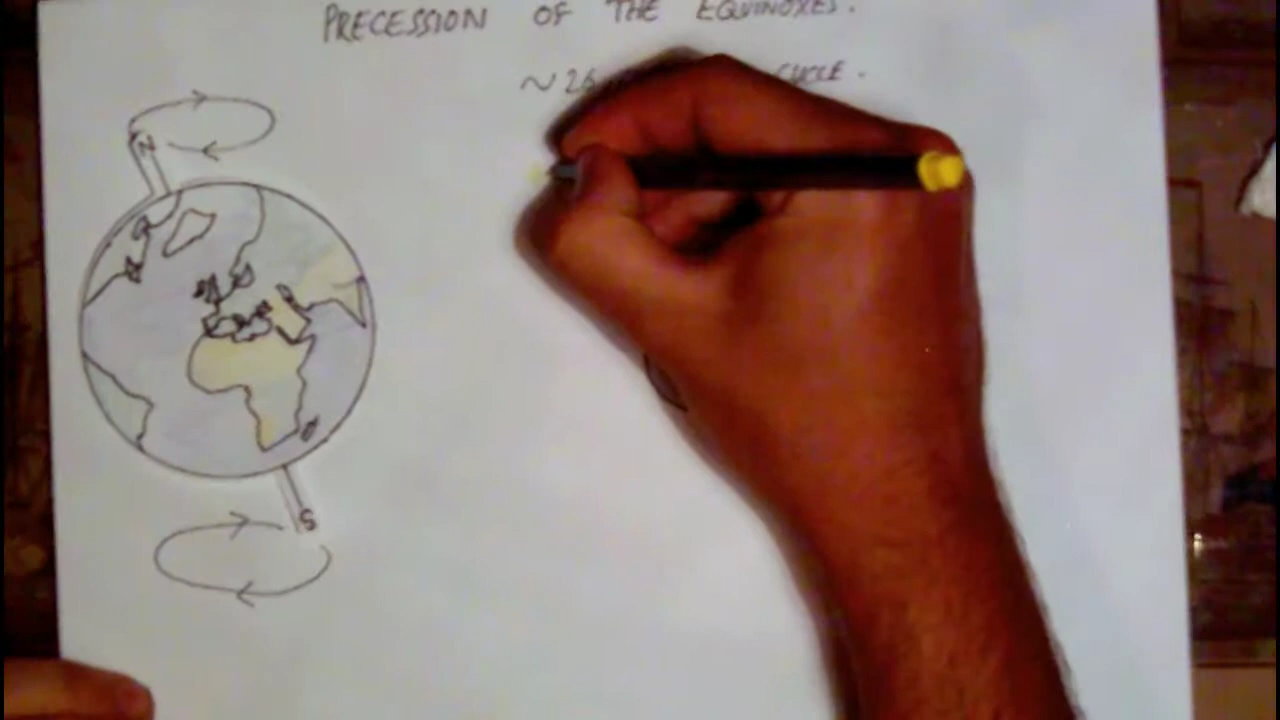 PRECESSION OF THE EQUINOXES.
~26 CYCLE.
N
S